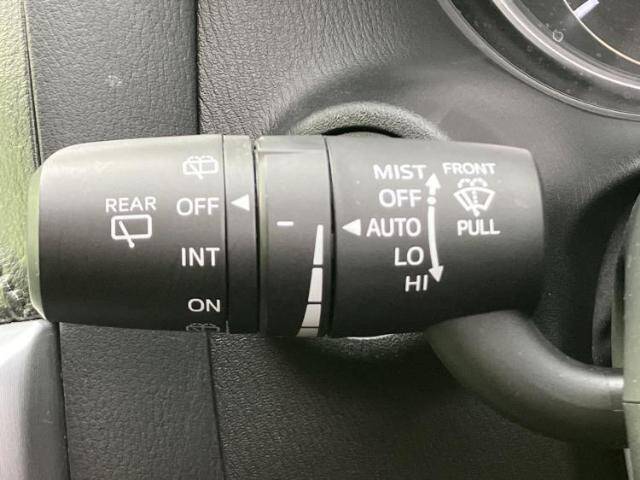 REAR
OFF
INT
ON
MIST
OFF
AUTO
LO
HI
FRONT
PULL